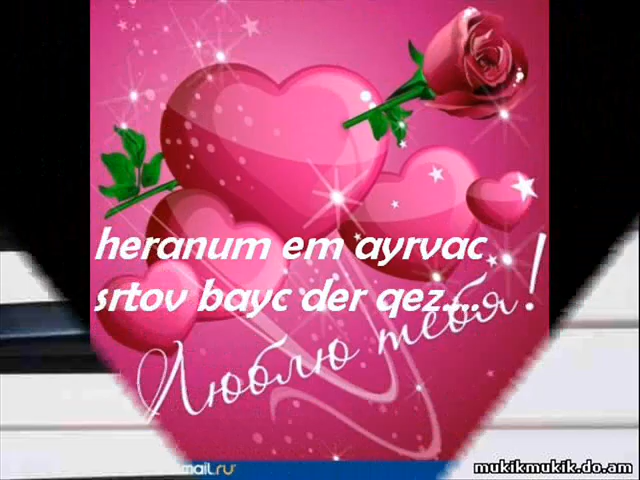 heranum em ayrvac
srtov bayc der qez....
Люблю тебя!
mail.ru
mukikmukik.do.am